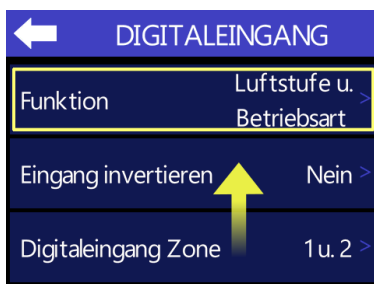 DIGITALEINGANG
Funktion Luftstufe u. >
Betriebsart
Eingang invertieren Nein >
Digitaleingang Zone 1 u. 2 >